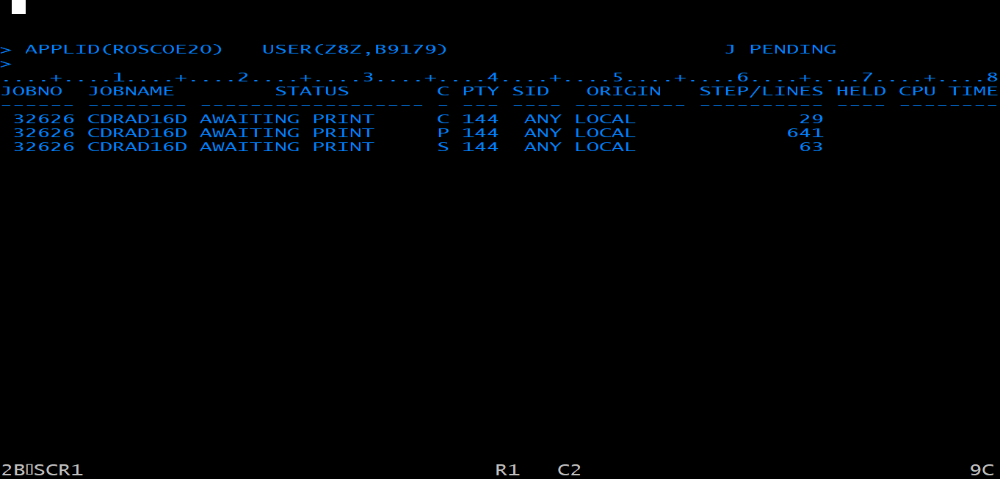 > APPLID(ROSCOE20)   USER(Z8Z,B9179)                      J PENDING
>
....+....1....+....2....+....3....+....4....+....5....+....6....+....7....+....8
JOBNO  JOBNAME        STATUS       C PTY SID   ORIGIN   STEP/LINES HELD CPU TIME
------ -------- ------------------ - --- ---- --------- ---------- ---- --------
 32626 CDRAD16D AWAITING PRINT     C 144  ANY LOCAL             29
 32626 CDRAD16D AWAITING PRINT     P 144  ANY LOCAL            641
 32626 CDRAD16D AWAITING PRINT     S 144  ANY LOCAL             63
2B▯SCR1                                 R1   C2                               9C